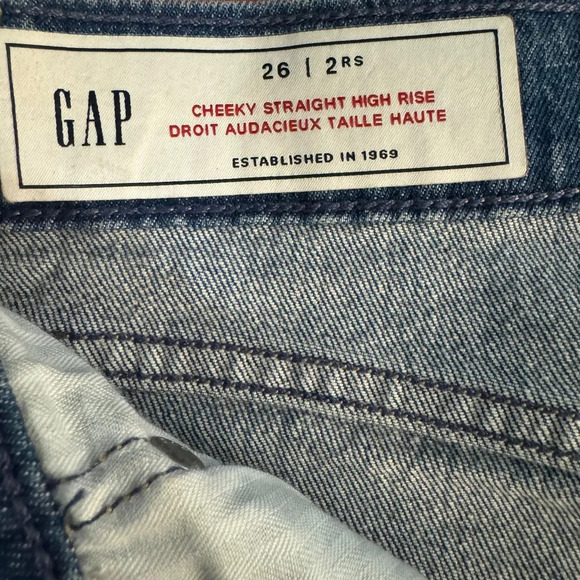 GAP
26 | 2RS
CHEEKY STRAIGHT HIGH RISE
DROIT AUDACIEUX TAILLE HAUTE
ESTABLISHED IN 1969